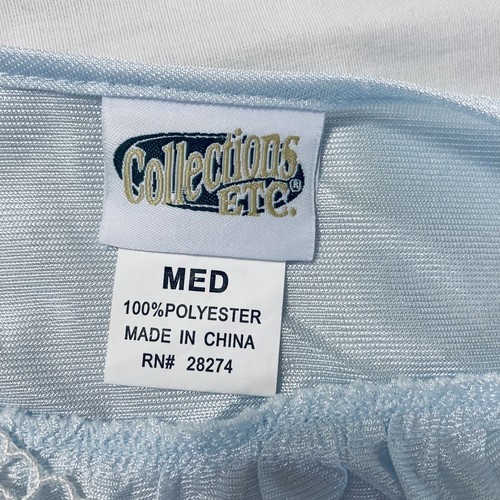 Collections
ETC.®
MED
100%POLYESTER
MADE IN CHINA
RN# 28274